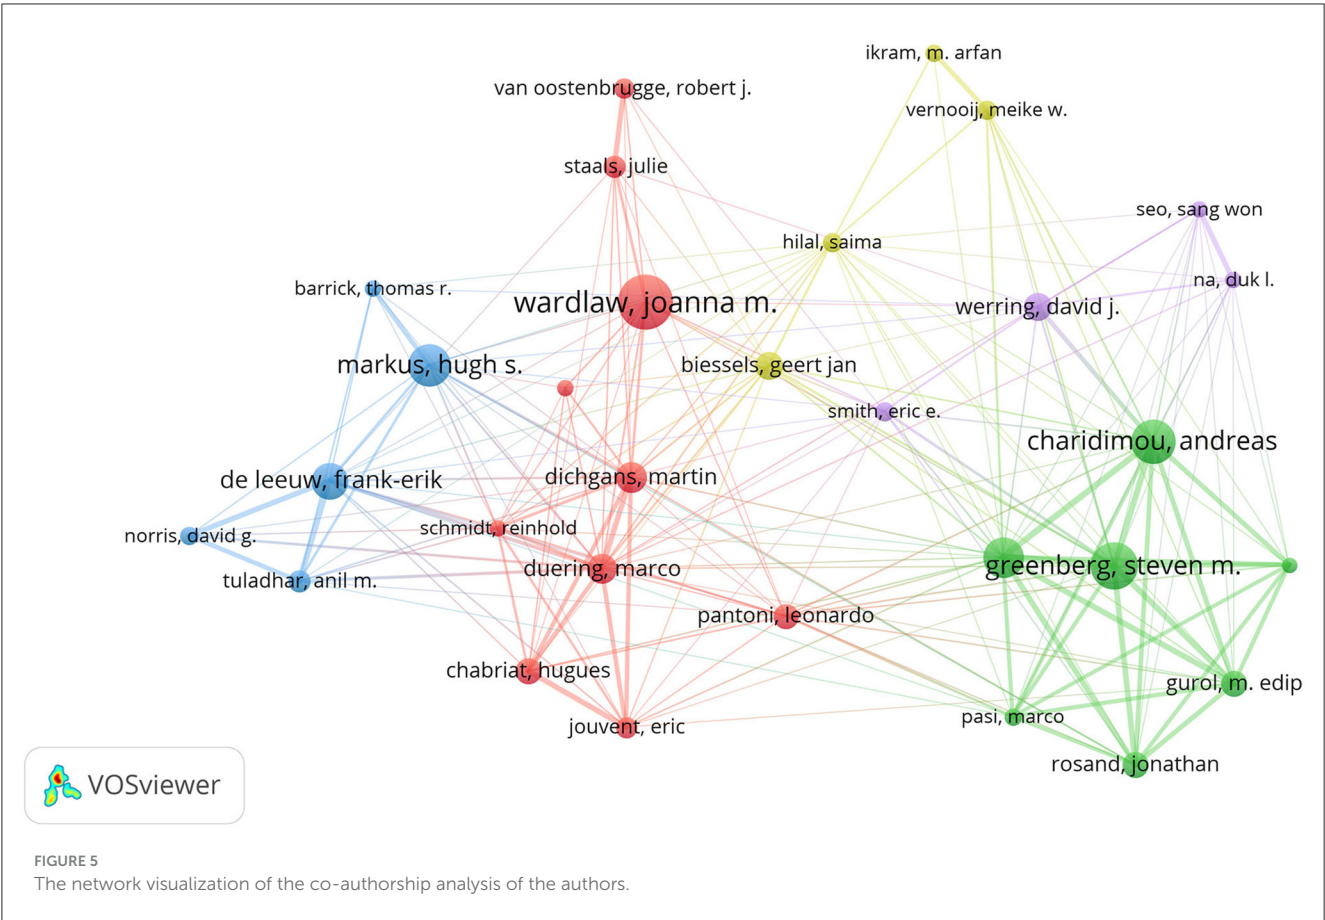 ikram, m. arfan
van oostenbrugge, robert j.
vernooij, meike w.
staals, julie
seo, sang won
hilal, saima
na, duk l.
barrick, thomas r.
wardlaw, joanna m.
werring, david j.
markus, hugh s.
biessels, geert jan
smith, eric e.
charidimou, andreas
de leeuw, frank-erik
dichgans, martin
schmidt, reinhold
norris, david g.
duering, marco
greenberg, steven m.
tuladhar, anil m.
pantoni, leonardo
chabriat, hugues
gurol, m. edip
pasi, marco
jouvent, eric
rosand, jonathan
VOSviewer
FIGURE 5
The network visualization of the co-authorship analysis of the authors.